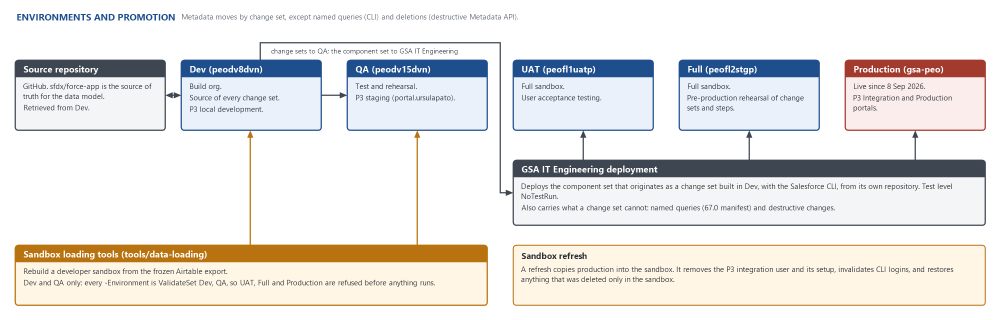 ENVIRONMENTS AND PROMOTION Metadata moves by change set, except named queries (CLI) and deletions (destructive Metadata API).
change sets to QA; the component set to GSA IT Engineering
Source repository
GitHub. sfdx/force-app is the source of
truth for the data model.
Retrieved from Dev.
Dev (peodv8dvn)
Build org.
Source of every change set.
P3 local development.
QA (peodv15dvn)
Test and rehearsal.
P3 staging (portal.ursulapato).
UAT (peofl1uatp)
Full sandbox.
User acceptance testing.
Full (peofl2stgp)
Full sandbox.
Pre-production rehearsal of change
sets and steps.
Production (gsa-peo)
Live since 8 Sep 2026.
P3 Integration and Production
portals.
GSA IT Engineering deployment
Deploys the component set that originates as a change set built in Dev, with the Salesforce CLI, from its own repository. Test level
NoTestRun.
Also carries what a change set cannot: named queries (67.0 manifest) and destructive changes.
Sandbox loading tools (tools/data-loading)
Rebuild a developer sandbox from the frozen Airtable export.
Dev and QA only: every -Environment is ValidateSet Dev, QA, so UAT, Full and Production are refused before anything runs.
Sandbox refresh
A refresh copies production into the sandbox. It removes the P3 integration user and its setup, invalidates CLI logins, and restores
anything that was deleted only in the sandbox.